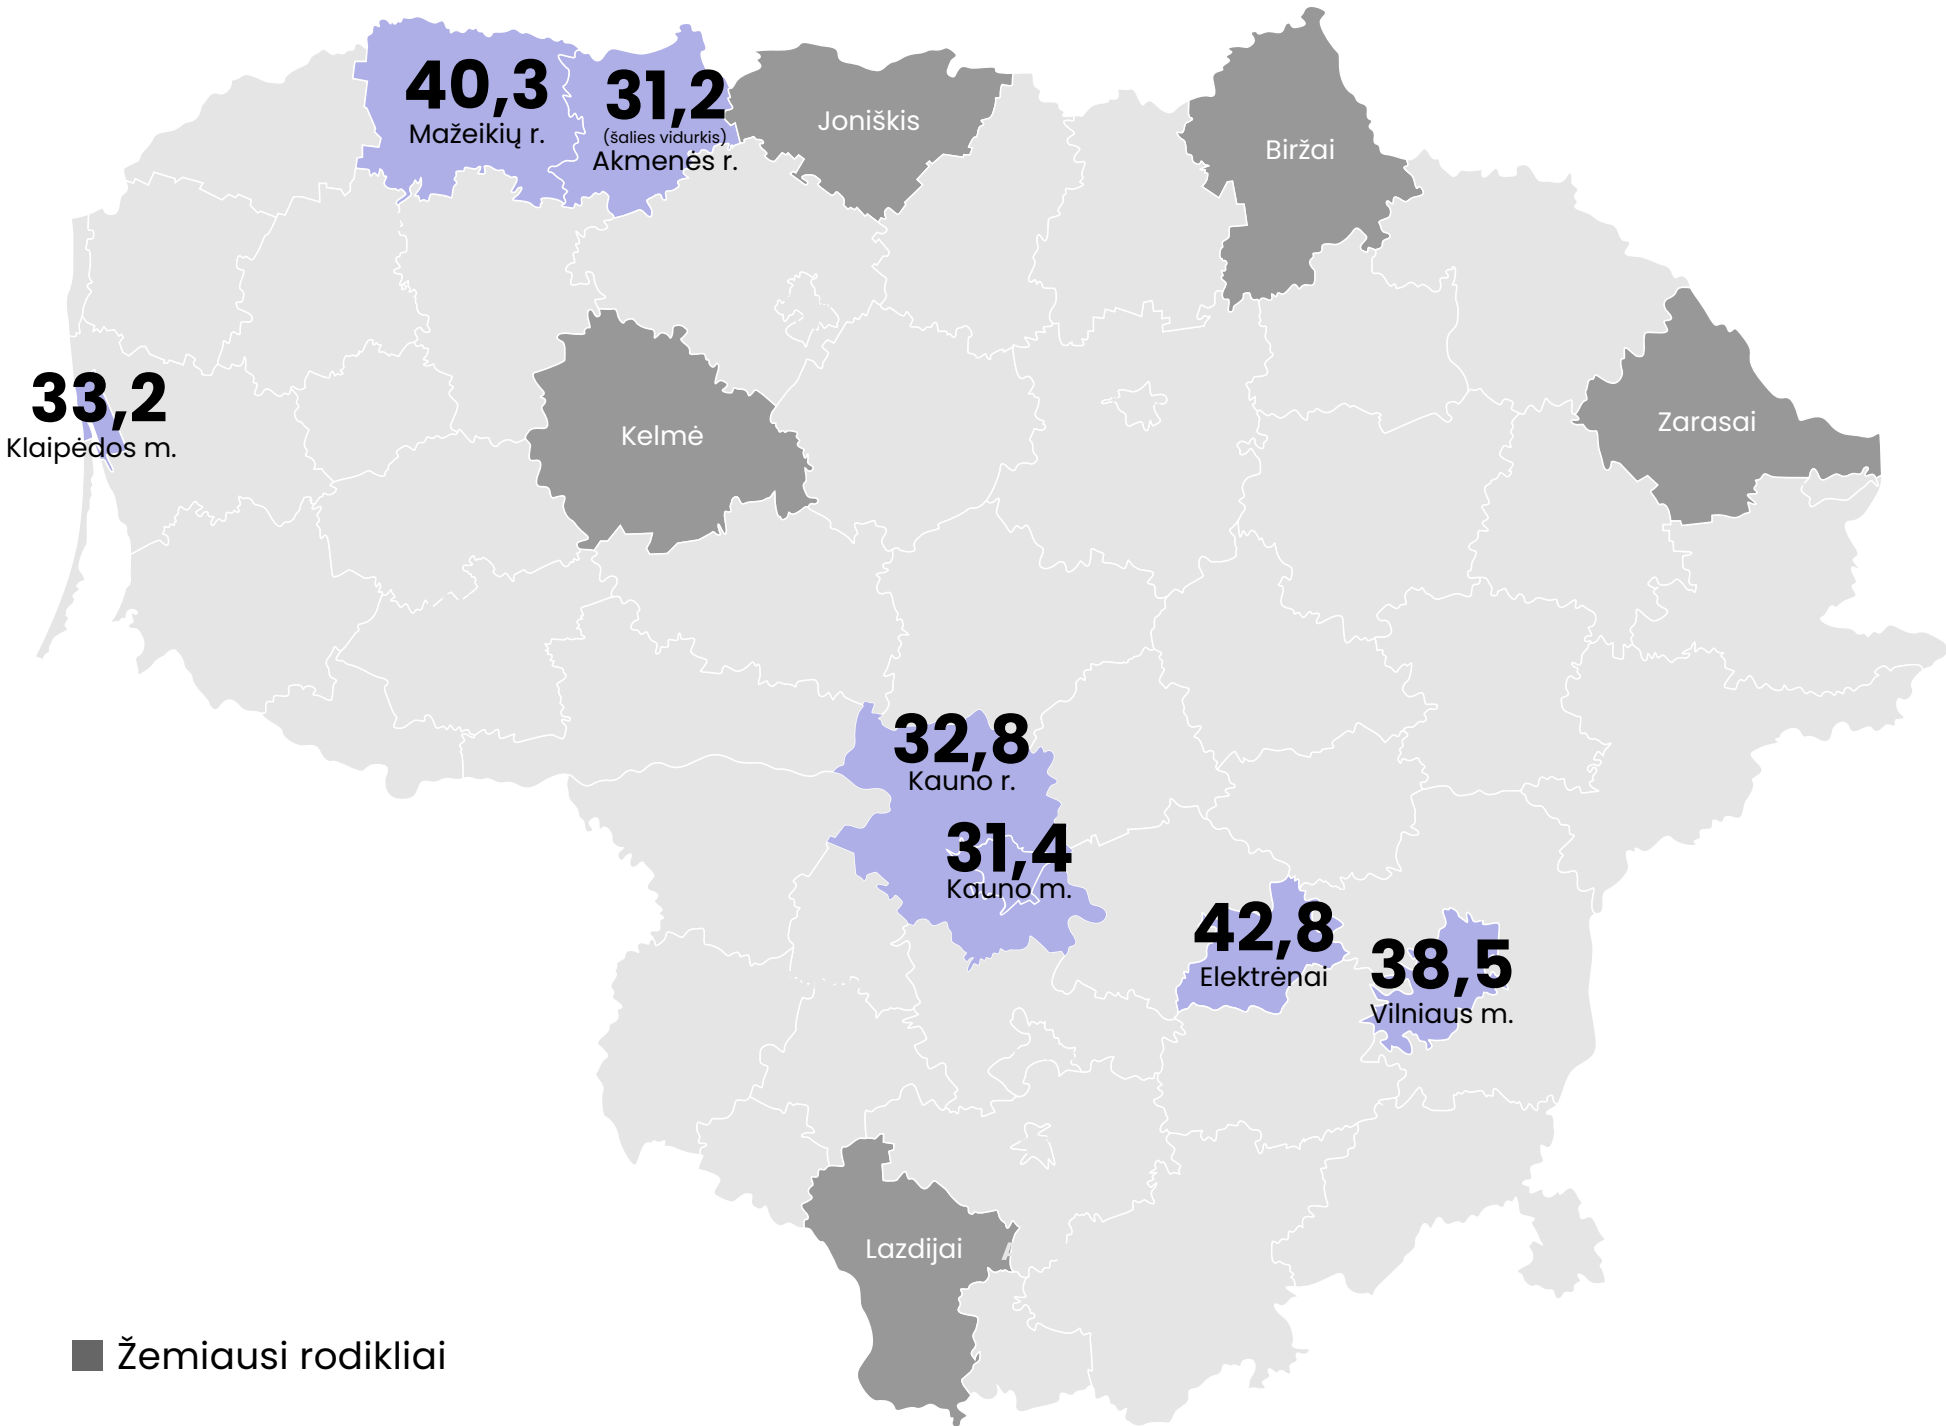 40,3
Mažeikių r.
31,2
(šalies vidurkis)
Akmenės r.
Joniškis
Biržai
33,2
Klaipėdos m.
Kelmė
Zarasai
32,8
Kauno r.
31,4
Kauno m.
42,8
Elektrėnai
38,5
Vilniaus m.
Lazdijai
Žemiausi rodikliai